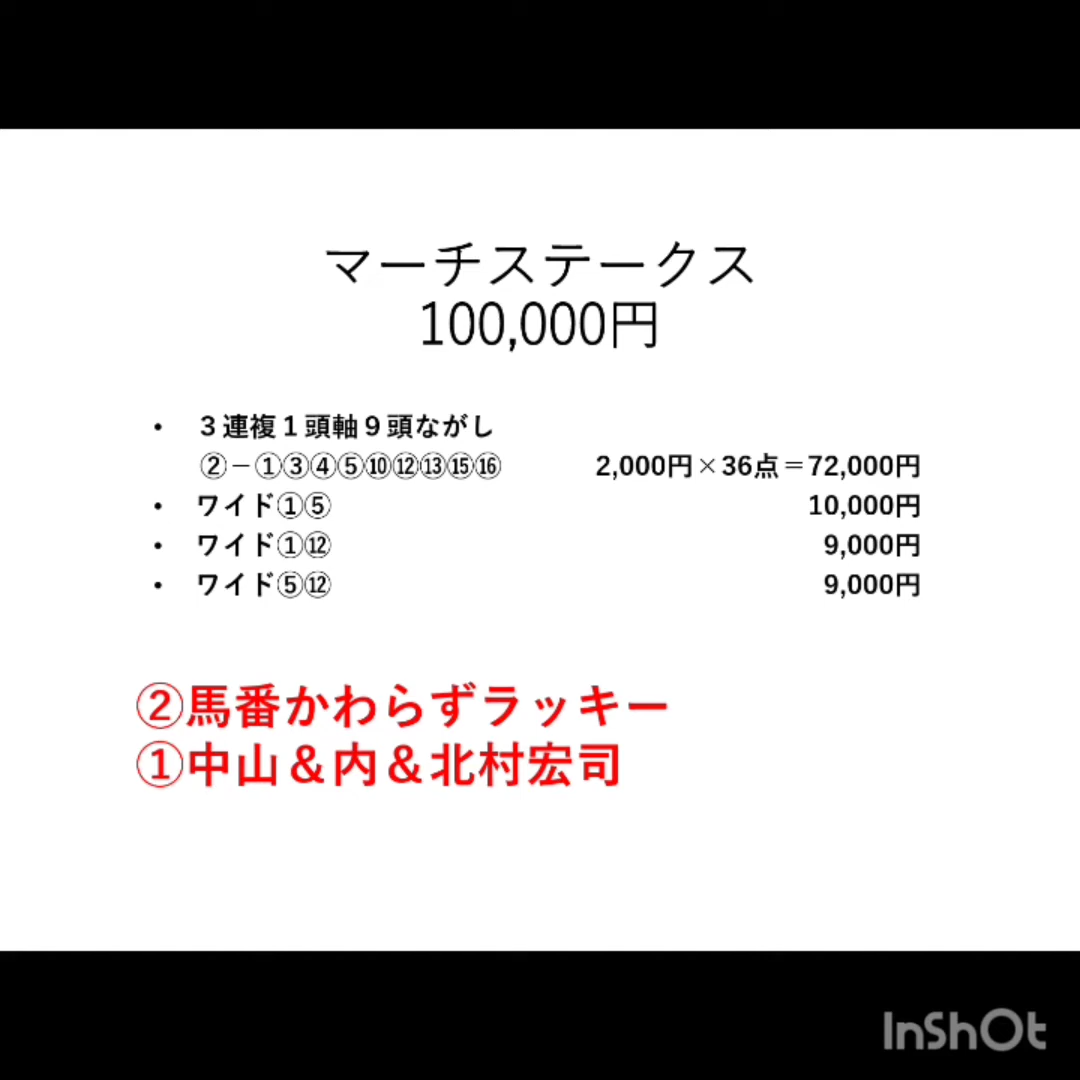 マーチステークス
100,000円
• ３連複１頭軸９頭ながし
②－①③④⑤⑩⑫⑬⑮⑯ 2,000円×36点＝72,000円
• ワイド①⑤ 10,000円
• ワイド①⑫ 9,000円
• ワイド⑤⑫ 9,000円
②馬番かわらずラッキー
①中山＆内＆北村宏司
InShOt